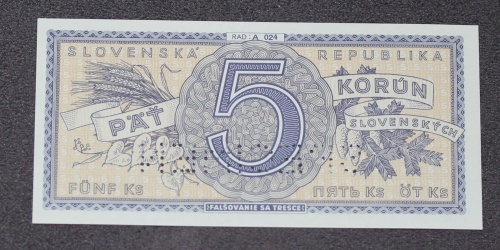 RAD : A 024
SLOVENSKÁ REPUBLIKA
PÄŤ 5 KORÚN
SLOVENSKÝCH
FÜNF Ks ПЯТЬ Ks ÖT Ks
FALŠOVANIE SA TRESCE